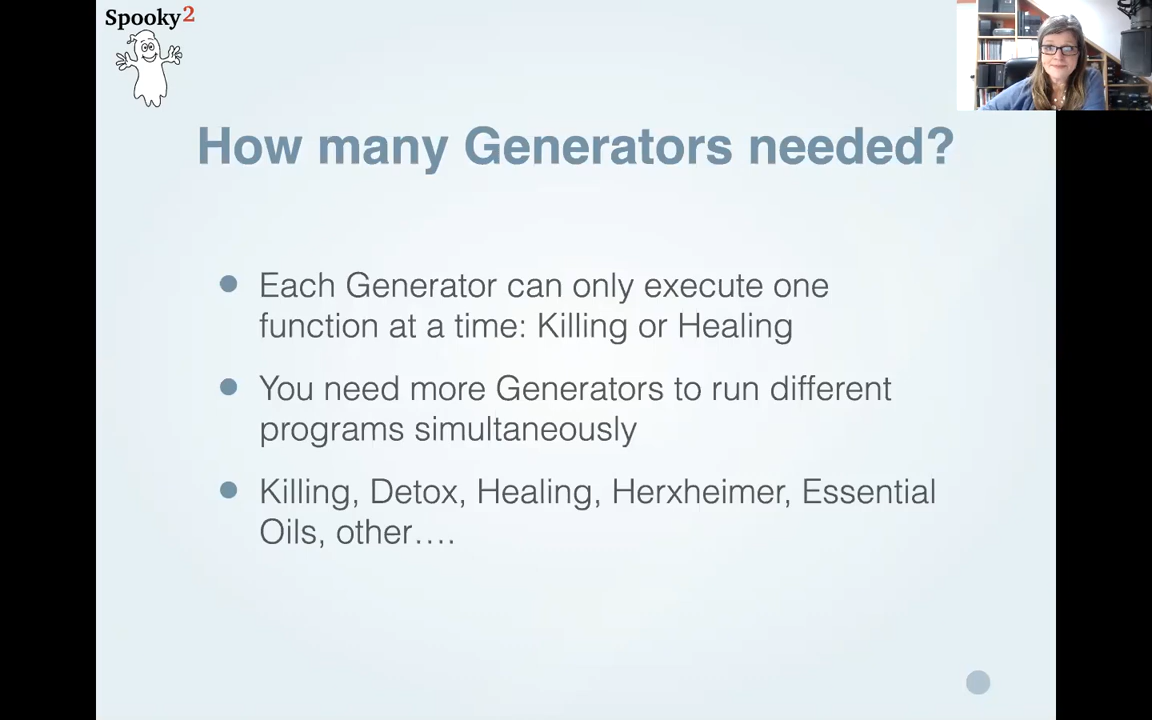 Spooky2
How many Generators needed?
Each Generator can only execute one
function at a time: Killing or Healing
You need more Generators to run different
programs simultaneously
Killing, Detox, Healing, Herxheimer, Essential
Oils, other….